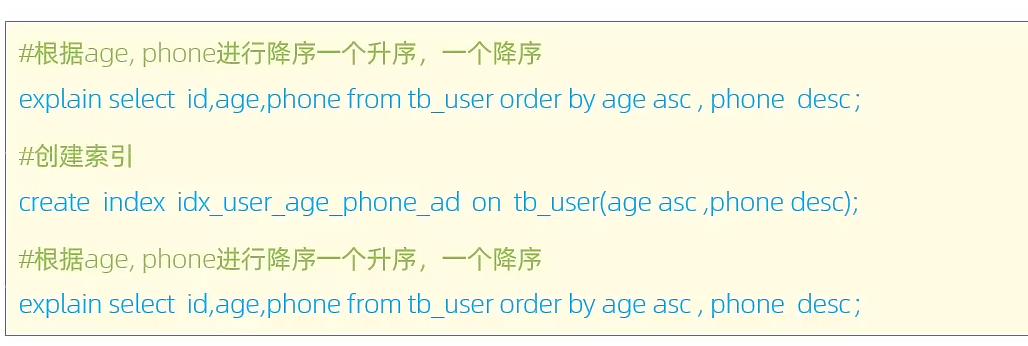 #根据age, phone进行降序一个升序，一个降序
explain select id,age,phone from tb_user order by age asc , phone desc ;
#创建索引
create index idx_user_age_phone_ad on tb_user(age asc ,phone desc);
#根据age, phone进行降序一个升序，一个降序
explain select id,age,phone from tb_user order by age asc , phone desc ;